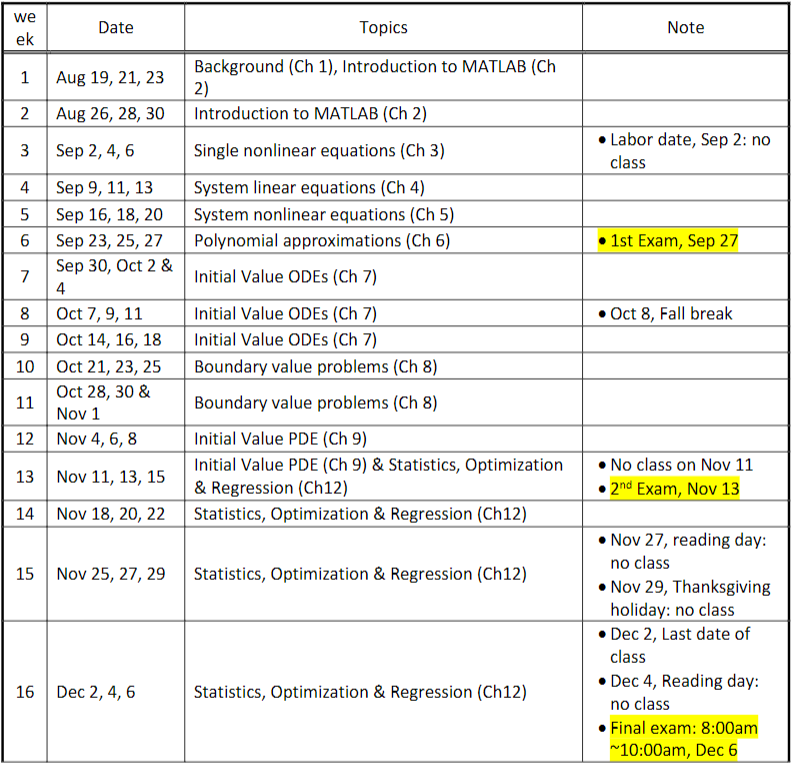 we
ek
Date
Topics
Note
1
Aug 19, 21, 23
Background (Ch 1), Introduction to MATLAB (Ch
2)
2
Aug 26, 28, 30
Introduction to MATLAB (Ch 2)
3
Sep 2, 4, 6
Single nonlinear equations (Ch 3)
● Labor date, Sep 2: no
class
4
Sep 9, 11, 13
System linear equations (Ch 4)
5
Sep 16, 18, 20
System nonlinear equations (Ch 5)
6
Sep 23, 25, 27
Polynomial approximations (Ch 6)
● 1st Exam, Sep 27
7
Sep 30, Oct 2 &
4
Initial Value ODEs (Ch 7)
8
Oct 7, 9, 11
Initial Value ODEs (Ch 7)
● Oct 8, Fall break
9
Oct 14, 16, 18
Initial Value ODEs (Ch 7)
10
Oct 21, 23, 25
Boundary value problems (Ch 8)
11
Oct 28, 30 &
Nov 1
Boundary value problems (Ch 8)
12
Nov 4, 6, 8
Initial Value PDE (Ch 9)
13
Nov 11, 13, 15
Initial Value PDE (Ch 9) & Statistics, Optimization
& Regression (Ch12)
● No class on Nov 11
● 2nd Exam, Nov 13
14
Nov 18, 20, 22
Statistics, Optimization & Regression (Ch12)
15
Nov 25, 27, 29
Statistics, Optimization & Regression (Ch12)
● Nov 27, reading day:
no class
● Nov 29, Thanksgiving
holiday: no class
16
Dec 2, 4, 6
Statistics, Optimization & Regression (Ch12)
● Dec 2, Last date of
class
● Dec 4, Reading day:
no class
● Final exam: 8:00am
~10:00am, Dec 6